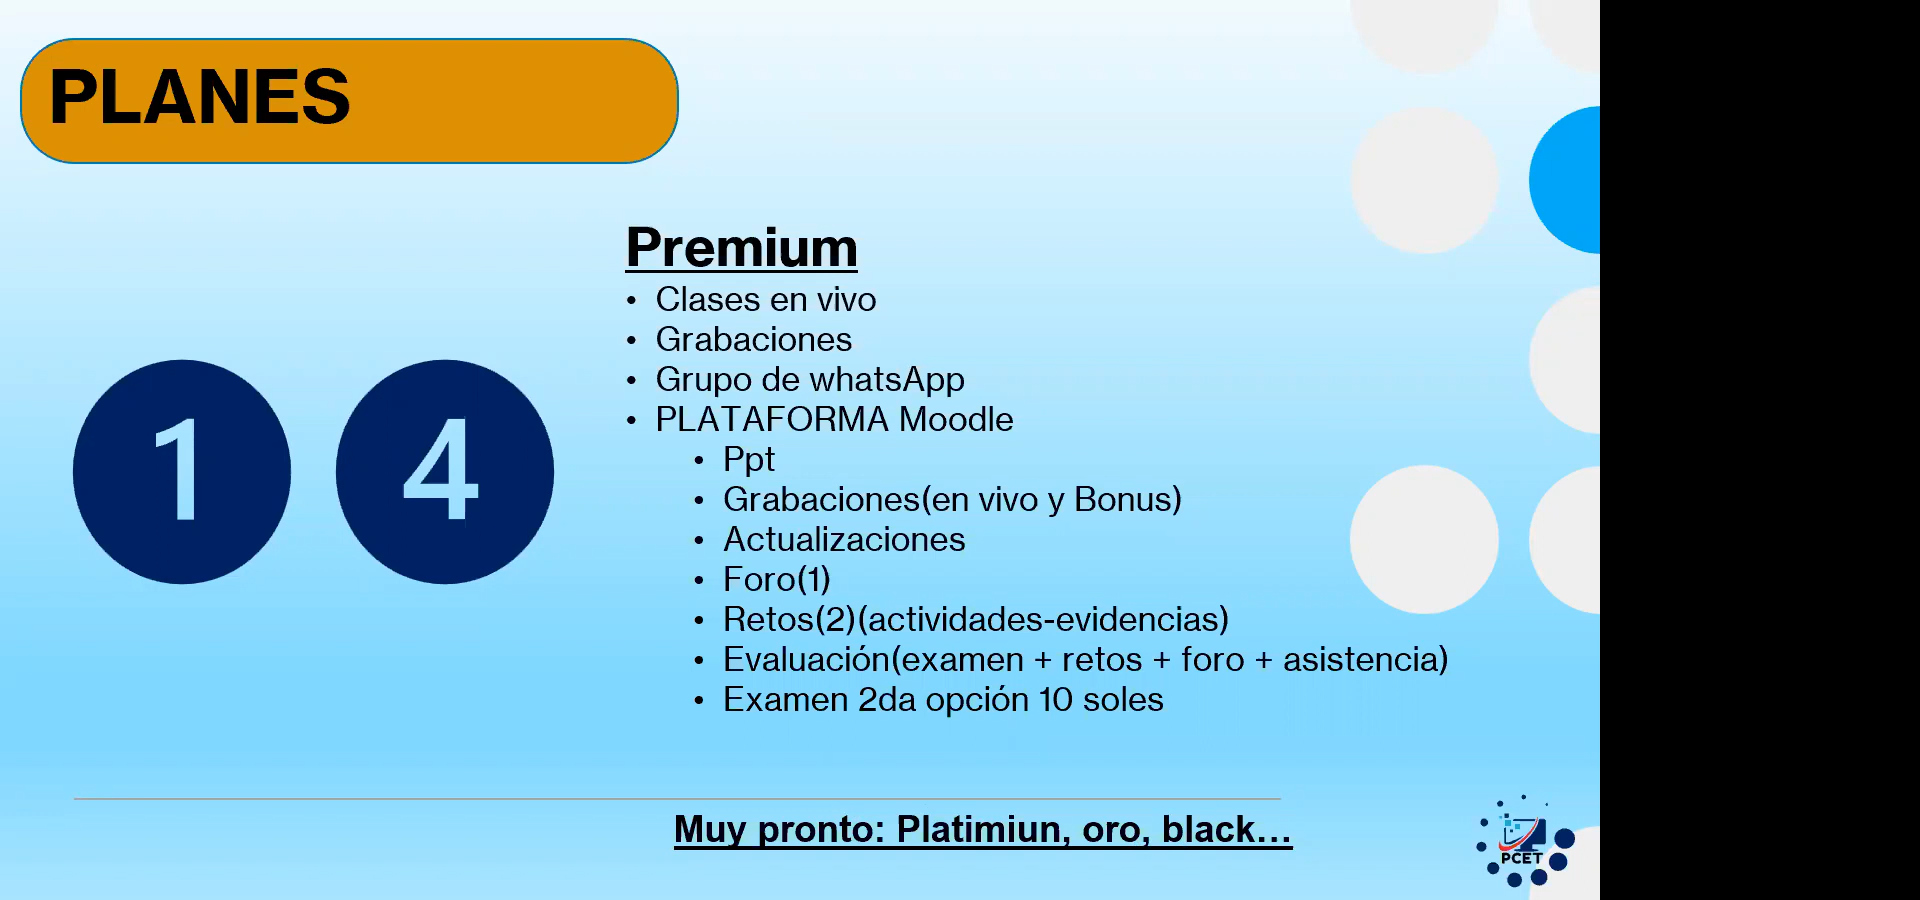 PLANES
Premium
• Clases en vivo
• Grabaciones
• Grupo de whatsApp
• PLATAFORMA Moodle
• Ppt
• Grabaciones(en vivo y Bonus)
• Actualizaciones
• Foro(1)
• Retos(2)(actividades-evidencias)
• Evaluación(examen + retos + foro + asistencia)
• Examen 2da opción 10 soles
1 4
Muy pronto: Platimiun, oro, black...
PCET